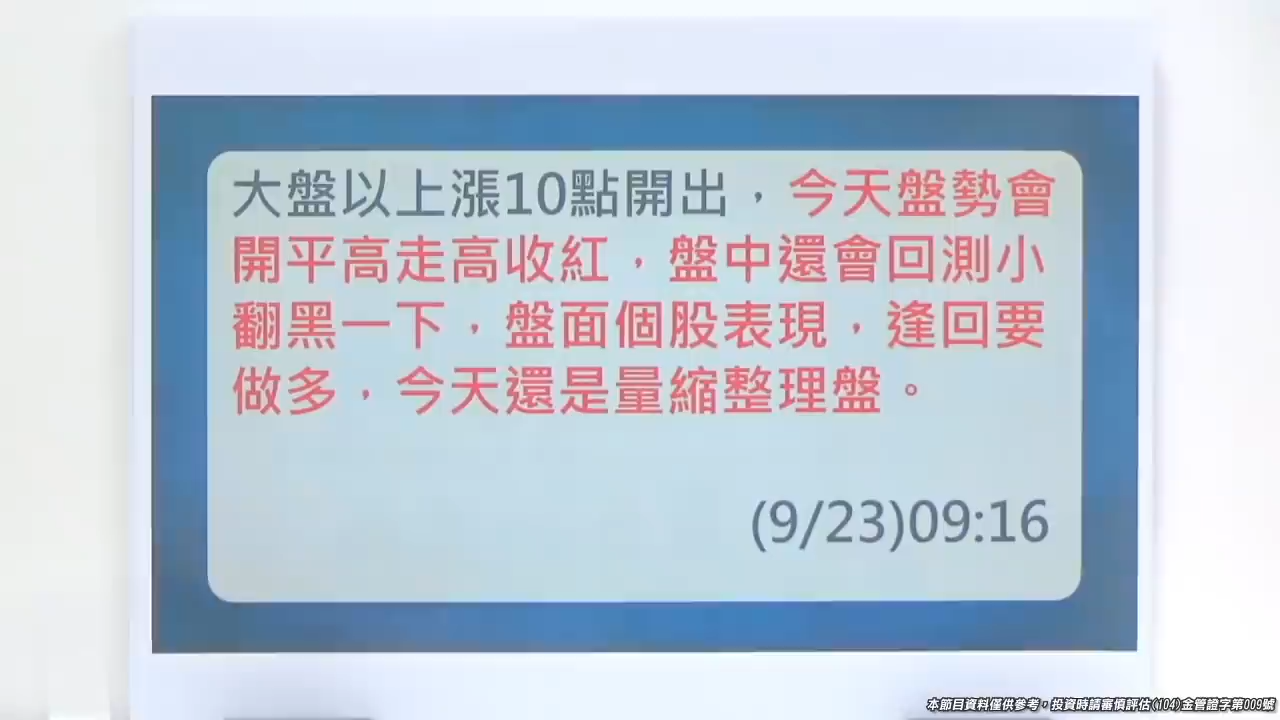 大盤以上漲10點開出，今天盤勢會
開平高走高收紅，盤中還會回測小
翻黑一下，盤面個股表現，逢回要
做多，今天還是量縮整理盤。
(9/23)09:16
本節目資料僅供參考，投資時請審慎評估(104)金管證字第009號